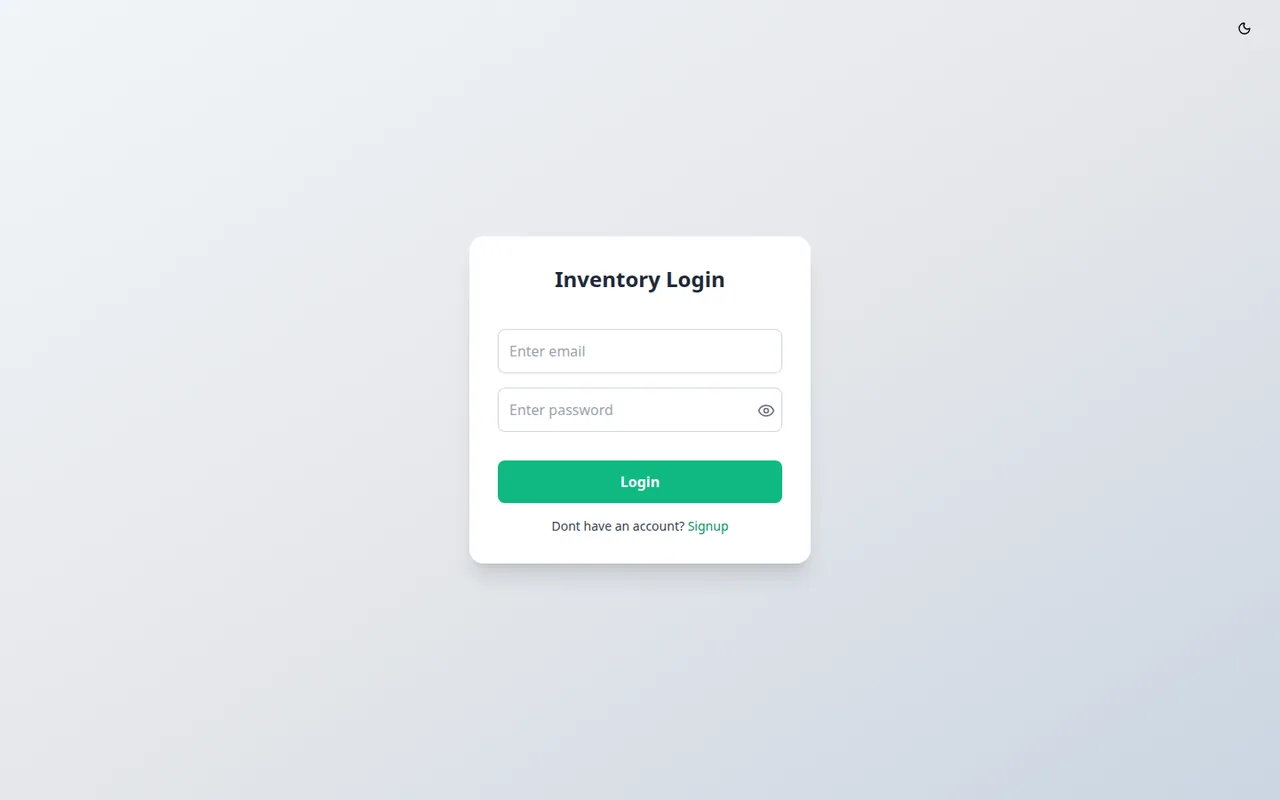 Inventory Login
Enter email
Enter password
Login
Dont have an account? Signup